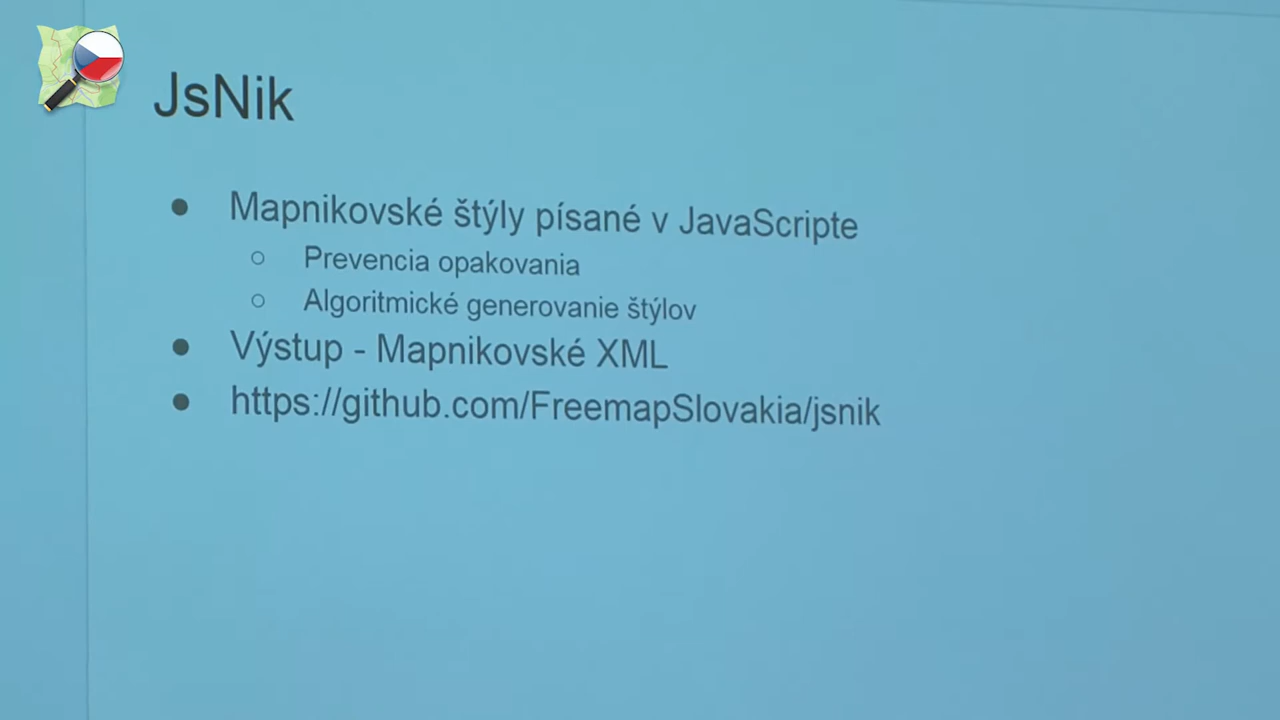 JsNik
● Mapnikovské štýly písané v JavaScripte
○ Prevencia opakovania
○ Algoritmické generovanie štýlov
● Výstup - Mapnikovské XML
● https://github.com/FreemapSlovakia/jsnik